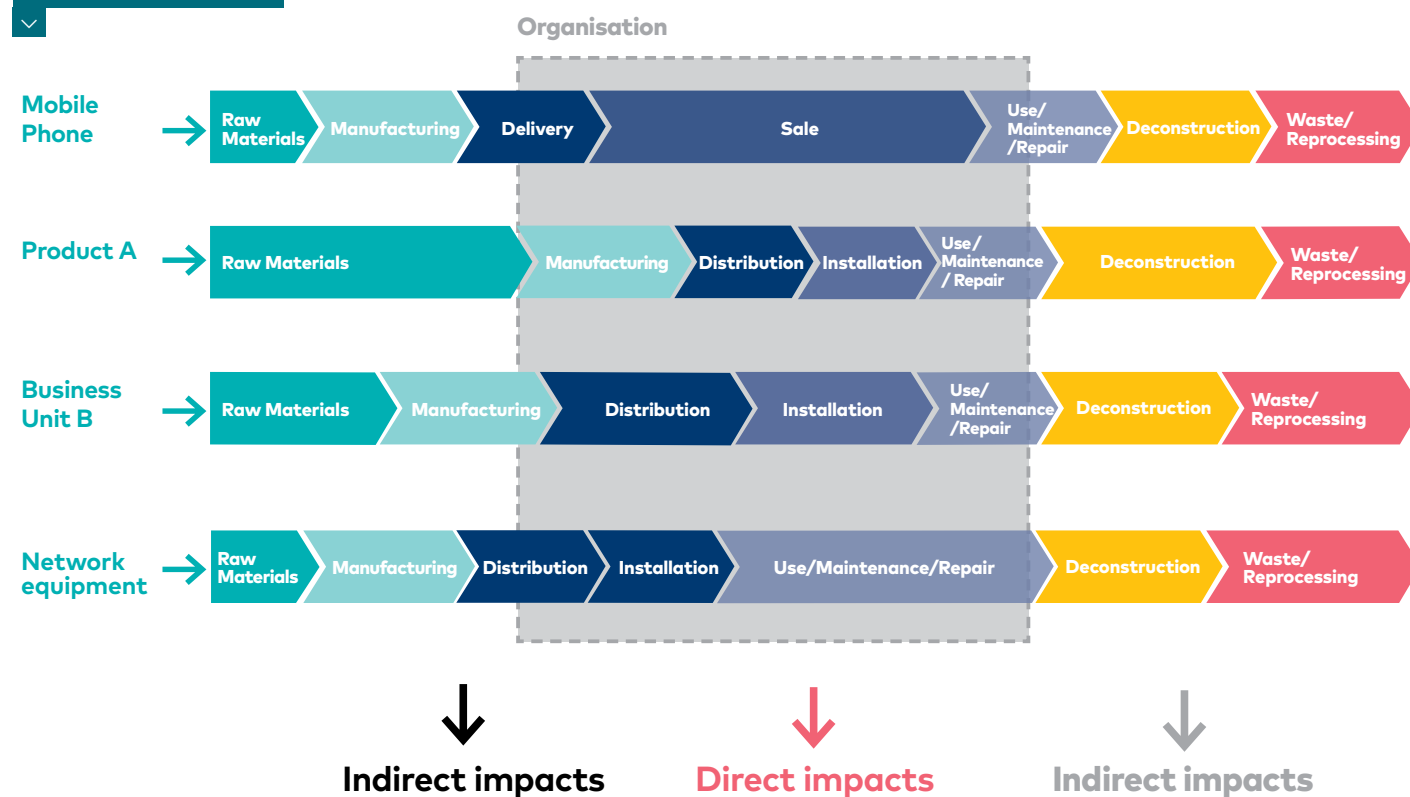 Organisation
Mobile
Phone
Raw
Materials
Manufacturing
Delivery
Sale
Use/
Maintenance
/Repair
Deconstruction
Waste/
Reprocessing
Product A
Raw Materials
Manufacturing
Distribution
Installation
Use/
Maintenance
/ Repair
Deconstruction
Waste/
Reprocessing
Business
Unit B
Raw Materials
Manufacturing
Distribution
Installation
Use/
Maintenance
/Repair
Deconstruction
Waste/
Reprocessing
Network
equipment
Raw
Materials
Manufacturing
Distribution
Installation
Use/Maintenance/Repair
Deconstruction
Waste/
Reprocessing
Indirect impacts
Direct impacts
Indirect impacts